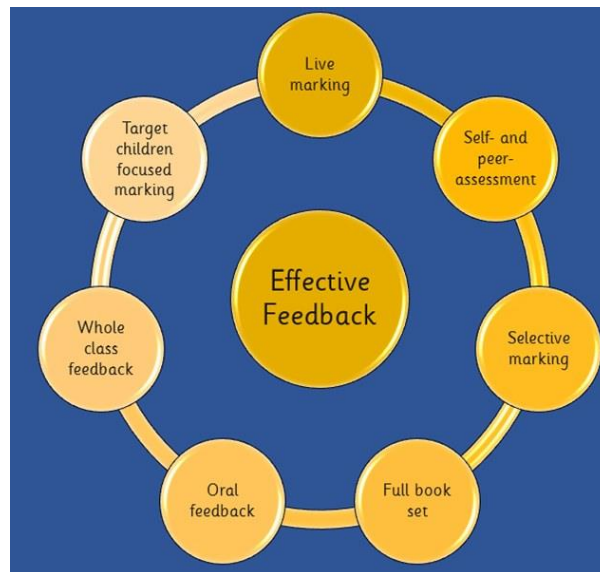 Live
marking
Self- and
peer-
assessment
Selective
marking
Full book
set
Oral
feedback
Whole
class
feedback
Target
children
focused
marking
Effective
Feedback